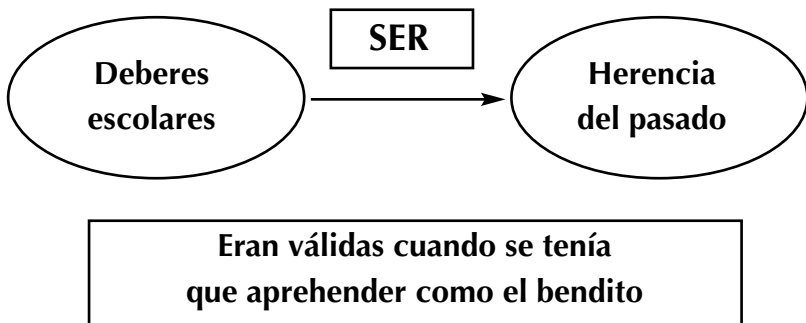 SER
Deberes
escolares
Herencia
del pasado
Eran válidas cuando se tenía
que aprehender como el bendito